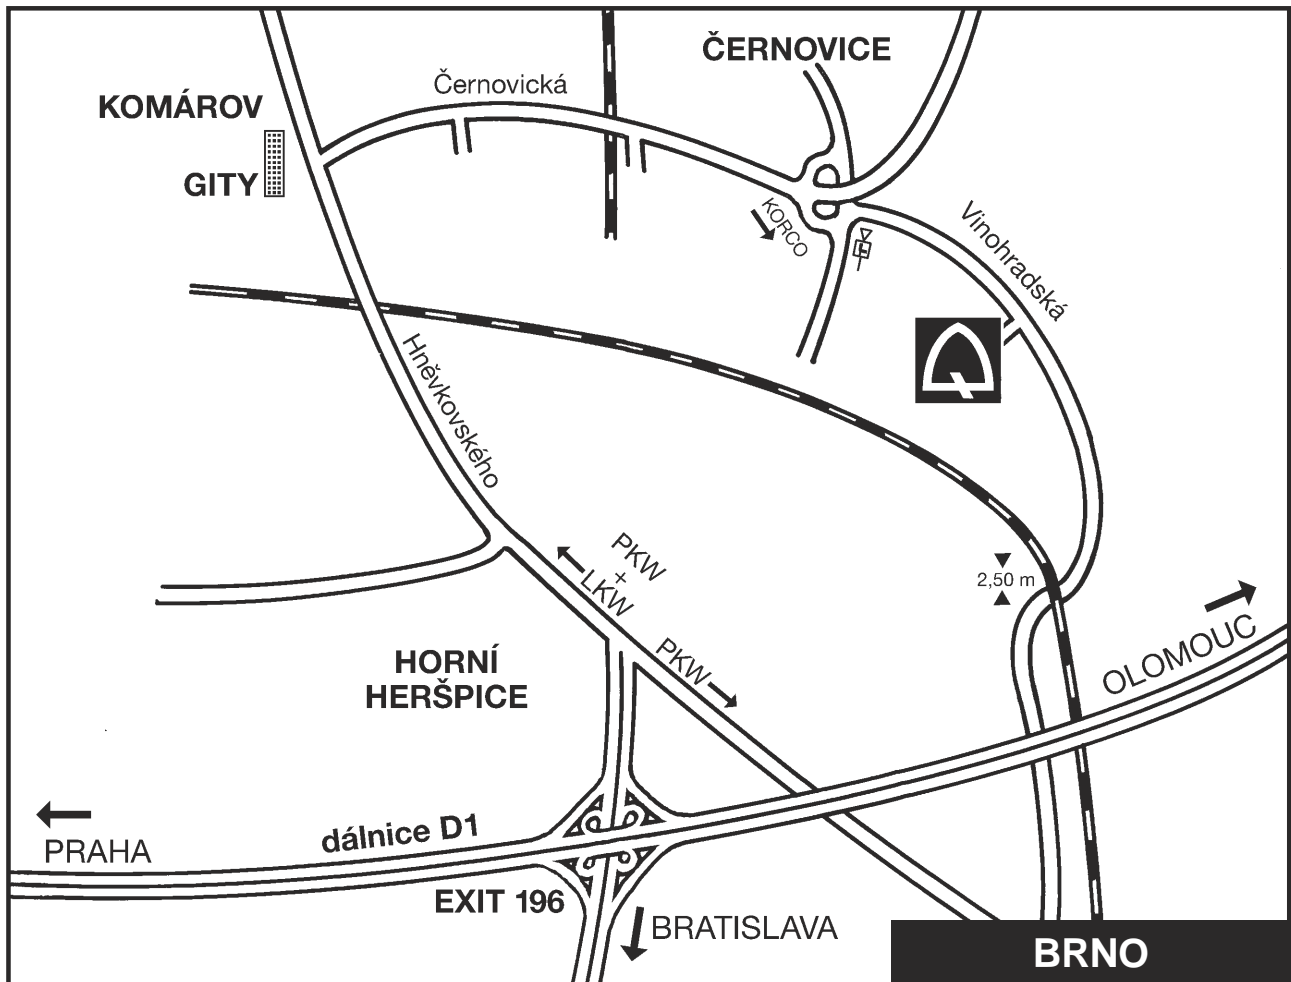 ČERNOVICE
Černovická
KOMÁROV
GITY
KORCO
Vinohradská
Hněvkovského
PKW
+
LKW
2,50 m
PKW
OLOMOUC
HORNÍ
HERŠPICE
dálnice D1
PRAHA
EXIT 196
BRATISLAVA
BRNO